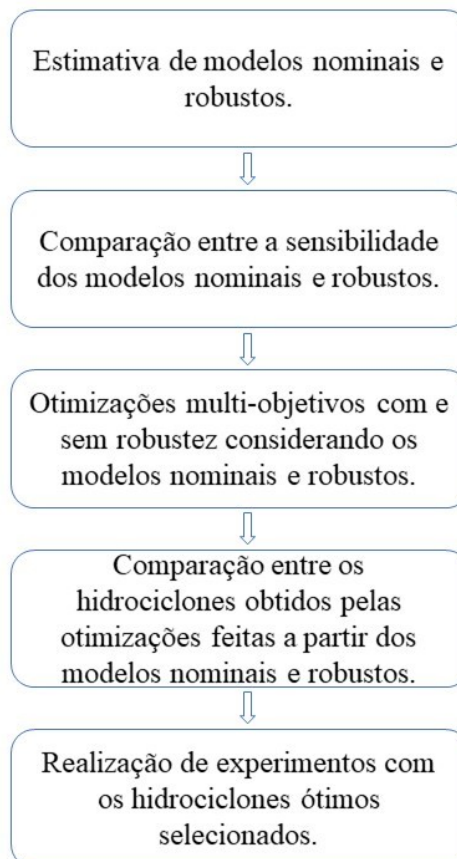 Estimativa de modelos nominais e
robustos.
Comparação entre a sensibilidade
dos modelos nominais e robustos.
Otimizações multi-objetivos com e
sem robustez considerando os
modelos nominais e robustos.
Comparação entre os
hidrociclones obtidos pelas
otimizações feitas a partir dos
modelos nominais e robustos.
Realização de experimentos com
os hidrociclones ótimos
selecionados.